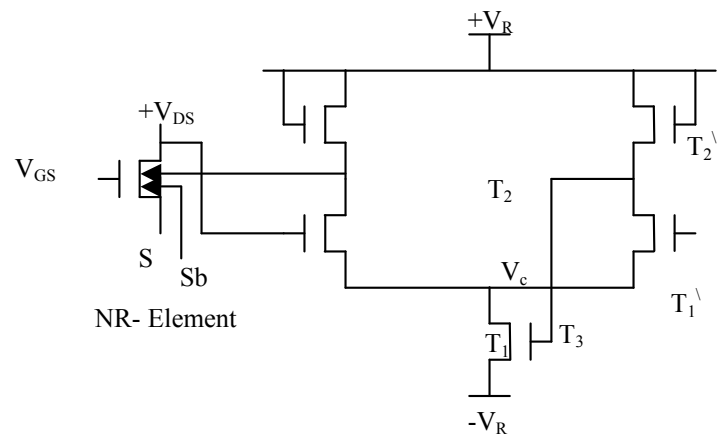 +V_R
+V_DS
V_GS
T_2^\
T_2
S
Sb
V_c
T_1^\
NR- Element
T_1
T_3
-V_R